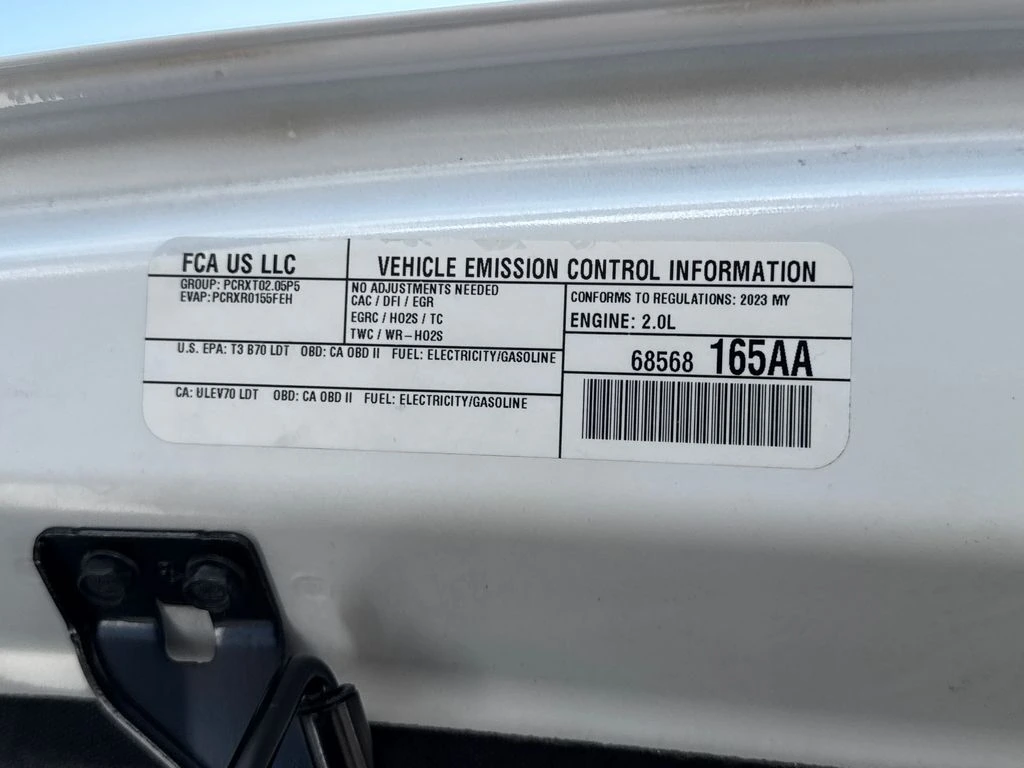 FCA US LLC
VEHICLE EMISSION CONTROL INFORMATION
GROUP: PCRXT02.05P5
EVAP:PCRXR0155FEH
NO ADJUSTMENTS NEEDED
CAC / DFI / EGR
EGRC / HO2S / TC
TWC / WR-HO2S
CONFORMS TO REGULATIONS: 2023 MY
ENGINE: 2.0L
U.S. EPA: T3 B70 LDT OBD: CA OBD II FUEL: ELECTRICITY/GASOLINE
68568 165AA
CA: ULEV70 LDT OBD: CA OBD II FUEL: ELECTRICITY/GASOLINE